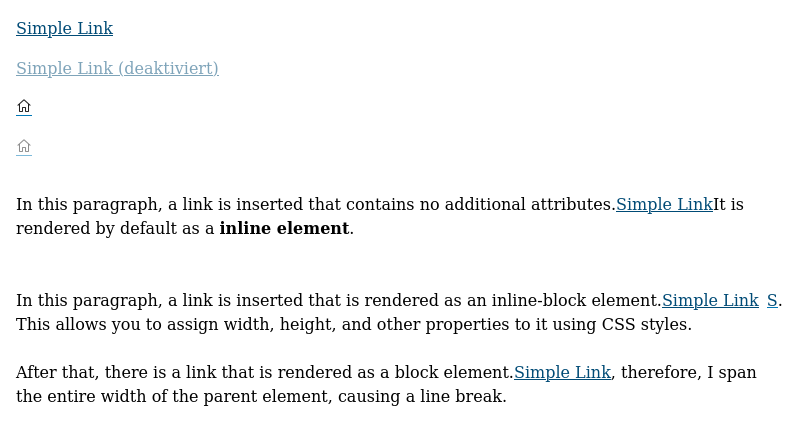 Simple Link
Simple Link (deaktiviert)
In this paragraph, a link is inserted that contains no additional attributes.Simple LinkIt is
rendered by default as a inline element.
In this paragraph, a link is inserted that is rendered as an inline-block element.Simple Link S.
This allows you to assign width, height, and other properties to it using CSS styles.
After that, there is a link that is rendered as a block element.Simple Link, therefore, I span
the entire width of the parent element, causing a line break.